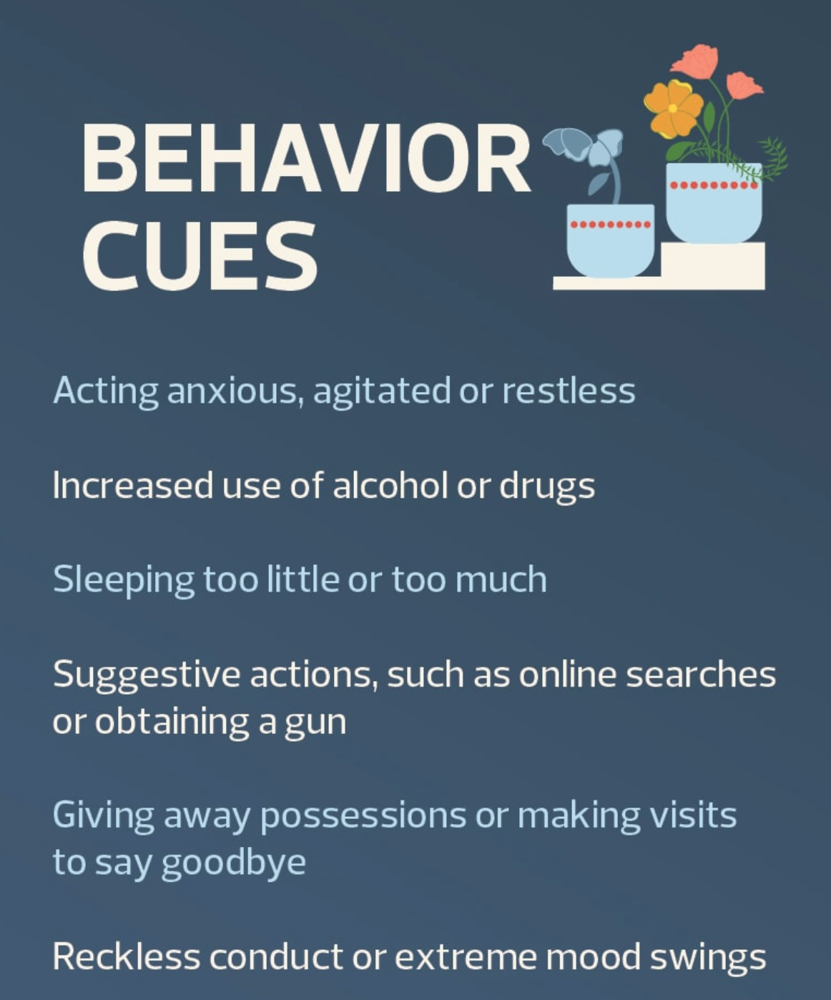 BEHAVIOR
CUES
Acting anxious, agitated or restless
Increased use of alcohol or drugs
Sleeping too little or too much
Suggestive actions, such as online searches
or obtaining a gun
Giving away possessions or making visits
to say goodbye
Reckless conduct or extreme mood swings